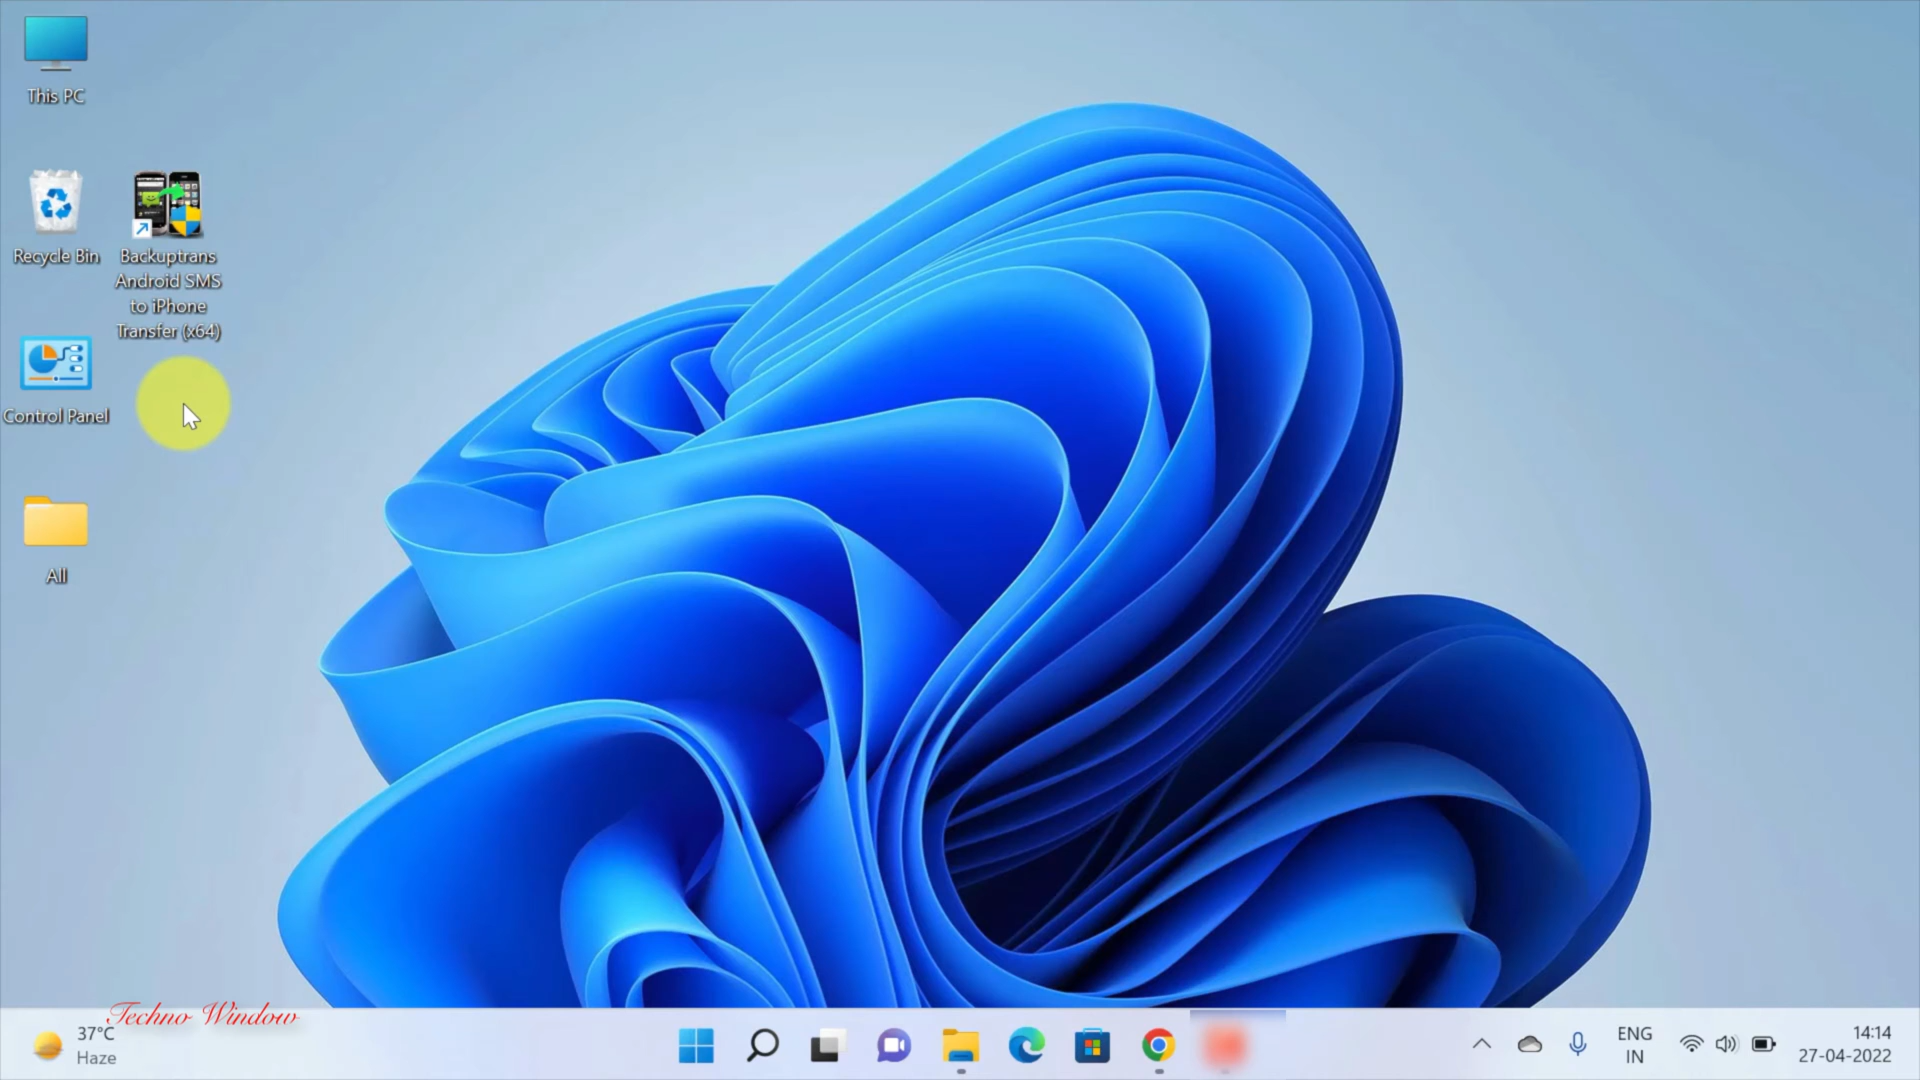 This PC
Recycle Bin
Backuptrans
Android SMS
to iPhone
Transfer (x64)
Control Panel
All
Techno Window
37°C
Haze
ENG
IN
14:14
27-04-2022